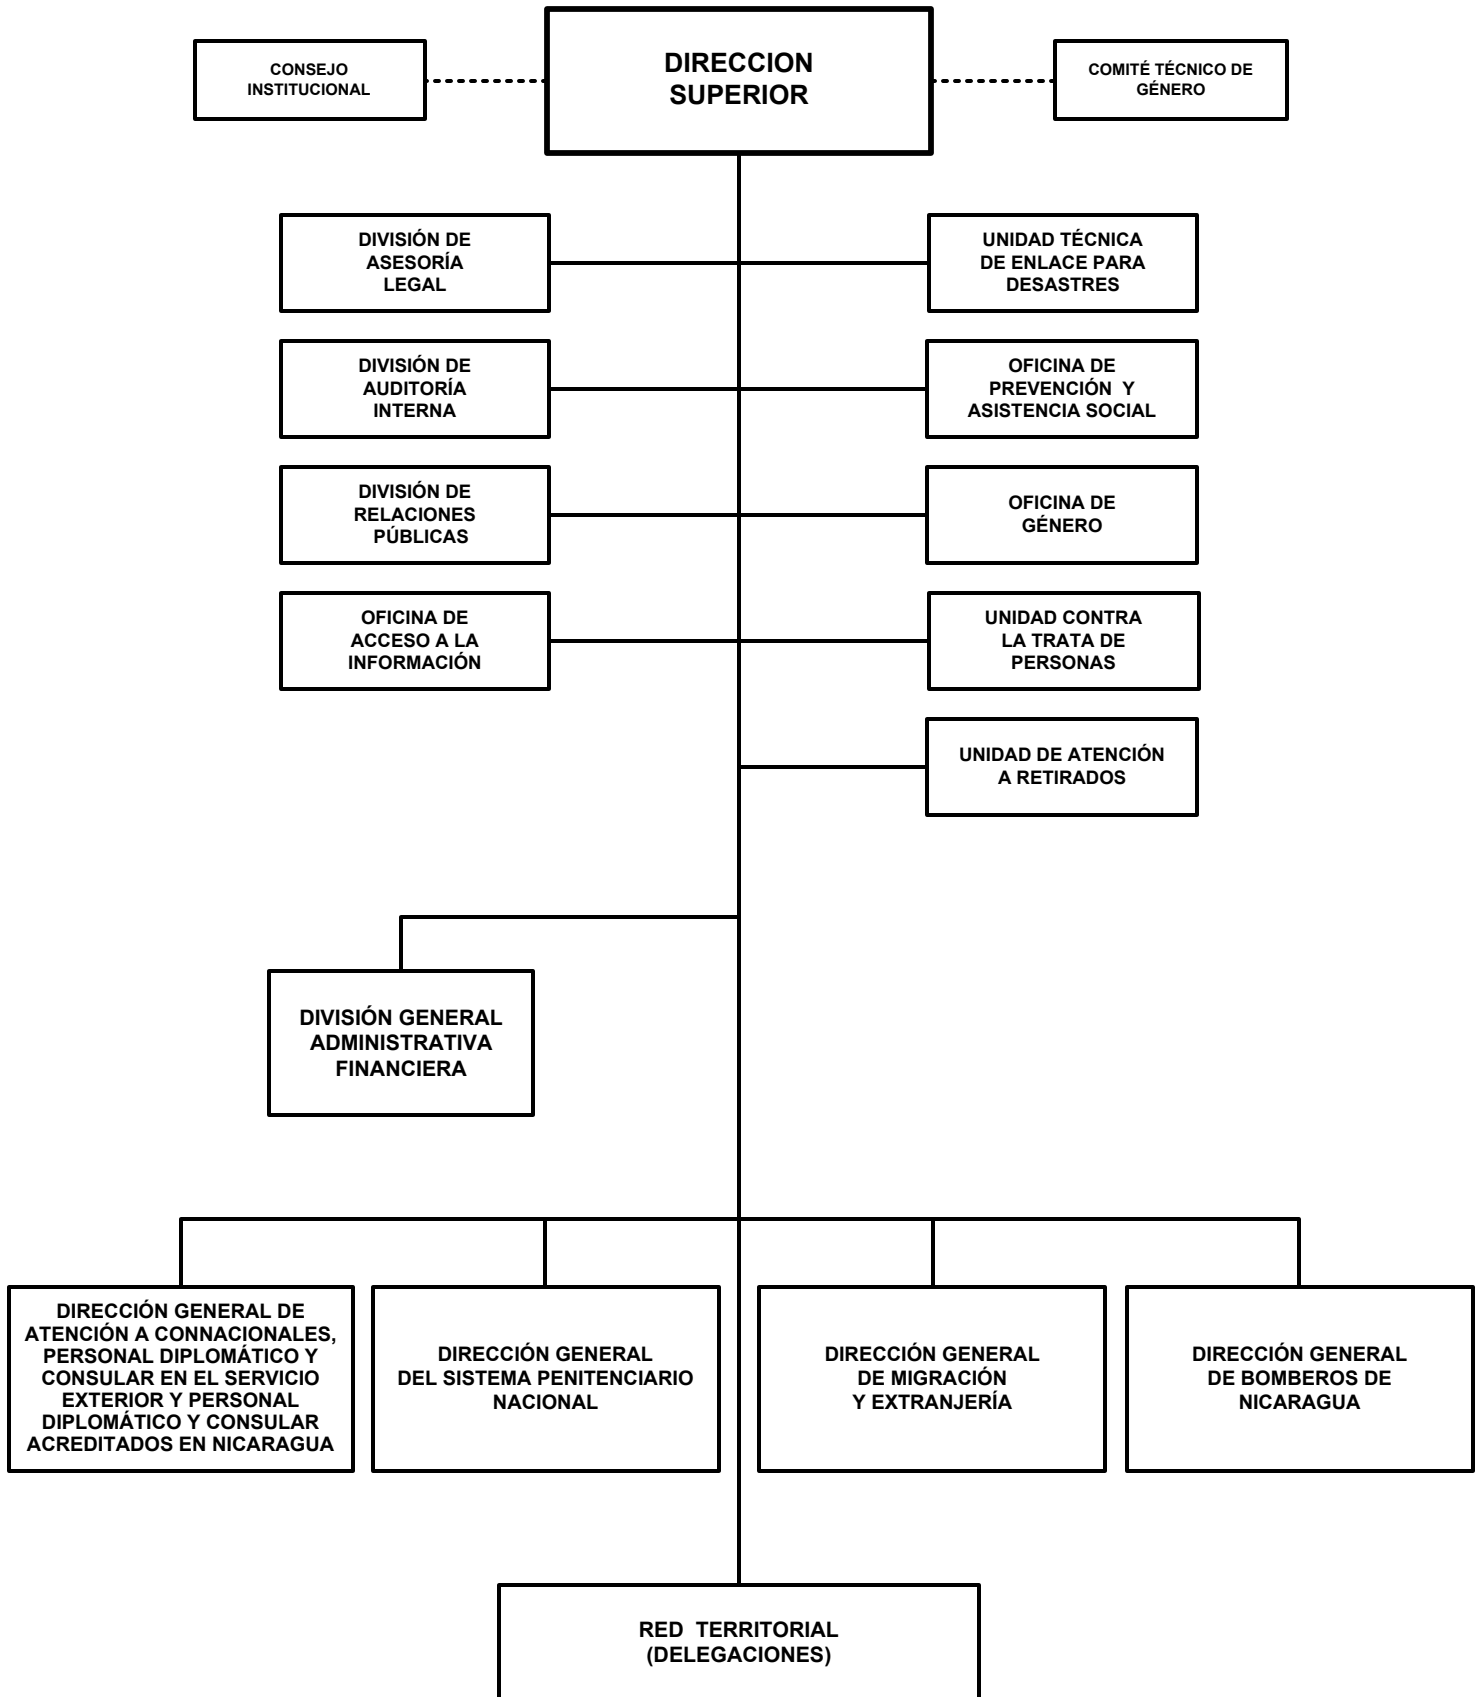 DIRECCION
SUPERIOR
CONSEJO
INSTITUCIONAL
COMITÉ TÉCNICO DE
GÉNERO
DIVISIÓN DE
ASESORÍA
LEGAL
UNIDAD TÉCNICA
DE ENLACE PARA
DESASTRES
DIVISIÓN DE
AUDITORÍA
INTERNA
OFICINA DE
PREVENCIÓN Y
ASISTENCIA SOCIAL
DIVISIÓN DE
RELACIONES
PÚBLICAS
OFICINA DE
GÉNERO
OFICINA DE
ACCESO A LA
INFORMACIÓN
UNIDAD CONTRA
LA TRATA DE
PERSONAS
UNIDAD DE ATENCIÓN
A RETIRADOS
DIVISIÓN GENERAL
ADMINISTRATIVA
FINANCIERA
DIRECCIÓN GENERAL DE
ATENCIÓN A CONNACIONALES,
PERSONAL DIPLOMÁTICO Y
CONSULAR EN EL SERVICIO
EXTERIOR Y PERSONAL
DIPLOMÁTICO Y CONSULAR
ACREDITADOS EN NICARAGUA
DIRECCIÓN GENERAL
DEL SISTEMA PENITENCIARIO
NACIONAL
DIRECCIÓN GENERAL
DE MIGRACIÓN
Y EXTRANJERÍA
DIRECCIÓN GENERAL
DE BOMBEROS DE
NICARAGUA
RED TERRITORIAL
(DELEGACIONES)